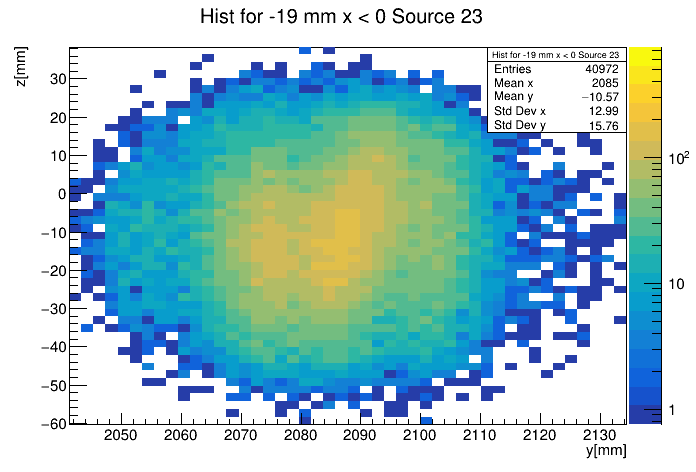 Hist for -19 mm x < 0 Source 23
z[mm]
Hist for -19 mm x < 0 Source 23
Entries 40972
Mean x 2085
Mean y −10.57
Std Dev x 12.99
Std Dev y 15.76
30
20
10
0
−10
−20
−30
−40
−50
−60
10²
10
1
2050 2060 2070 2080 2090 2100 2110 2120 2130
y[mm]